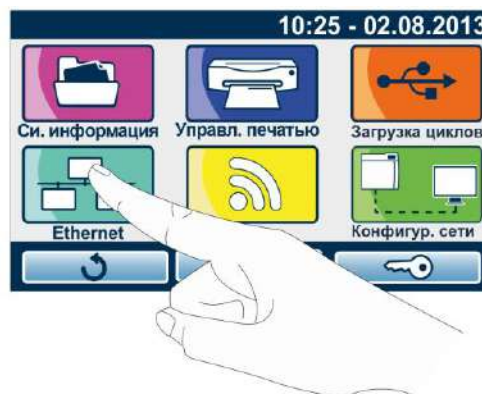 10:25 - 02.08.2013
Си. информация
Управл. печатью
Загрузка циклов
Ethernet
Конфигур. сети